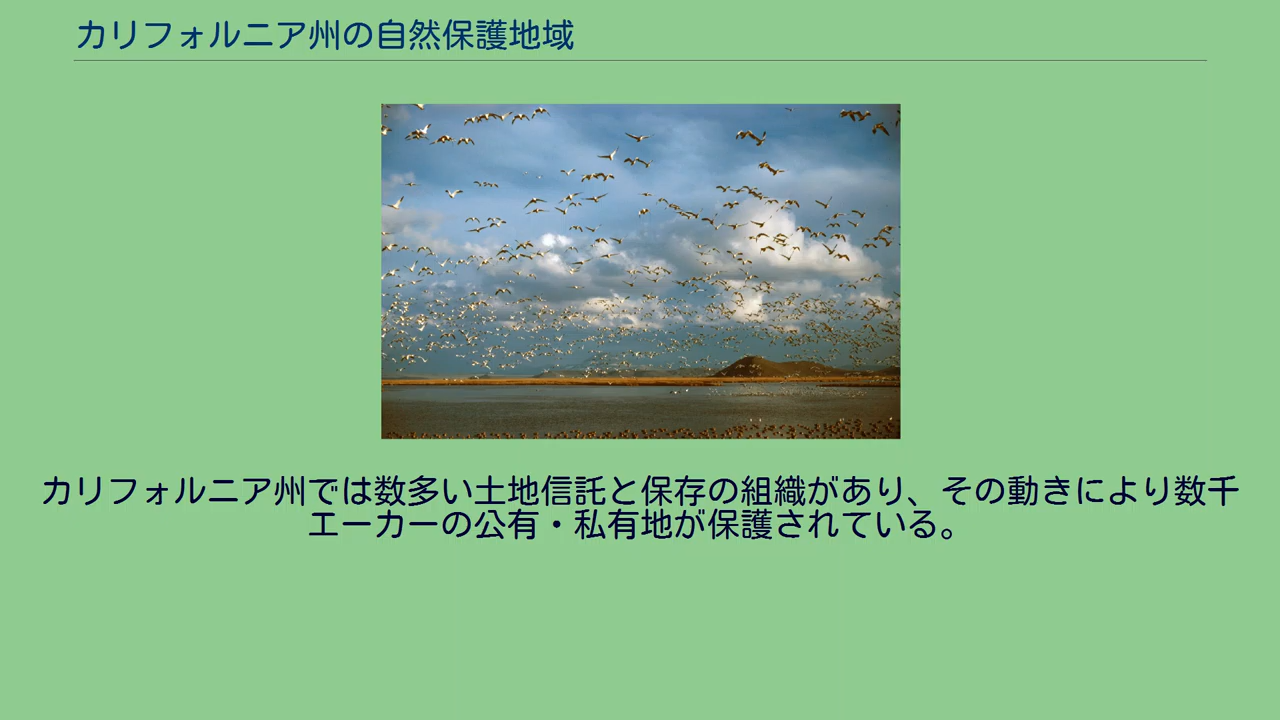 カリフォルニア州の自然保護地域
カリフォルニア州では数多い土地信託と保存の組織があり、その動きにより数千
エーカーの公有・私有地が保護されている。